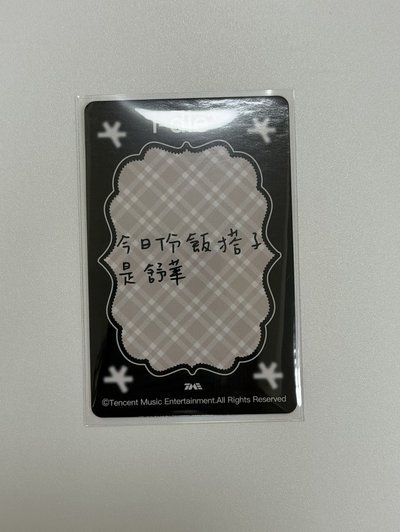 今日份飯搭子
是舒華
TME
©Tencent Music Entertainment.All Rights Reserved